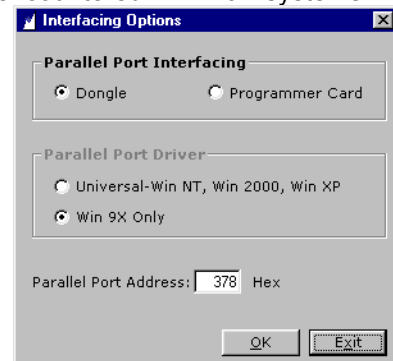 Interfacing Options
Parallel Port Interfacing
Dongle Programmer Card
Parallel Port Driver
Universal-Win NT, Win 2000, Win XP
Win 9X Only
Parallel Port Address: 378 Hex
OK Exit